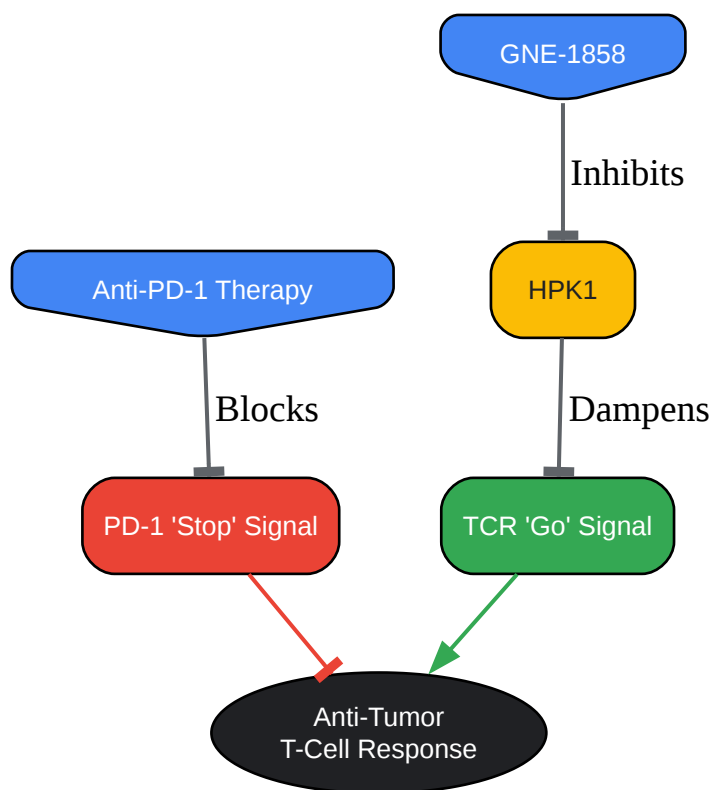 GNE-1858
Inhibits
Anti-PD-1 Therapy
HPK1
Blocks
Dampens
PD-1 'Stop' Signal
TCR 'Go' Signal
Anti-Tumor
T-Cell Response